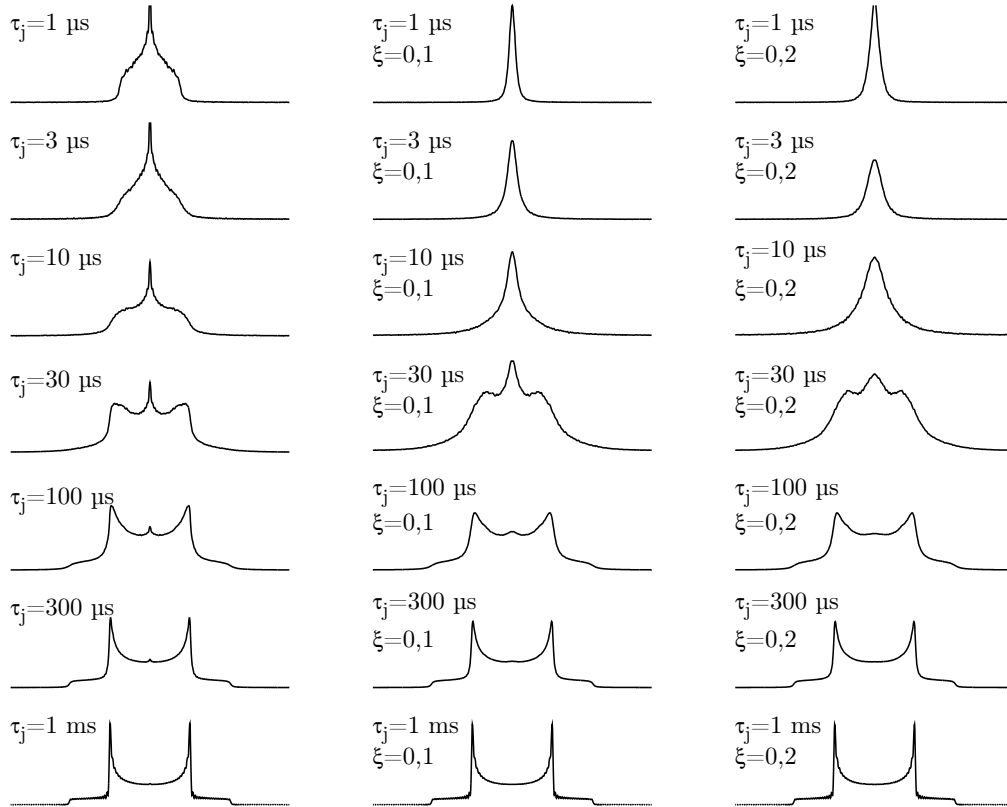 τj=1 µs
τj=1 µs
ξ=0,1
τj=1 µs
ξ=0,2
τj=3 µs
τj=3 µs
ξ=0,1
τj=3 µs
ξ=0,2
τj=10 µs
τj=10 µs
ξ=0,1
τj=10 µs
ξ=0,2
τj=30 µs
τj=30 µs
ξ=0,1
τj=30 µs
ξ=0,2
τj=100 µs
τj=100 µs
ξ=0,1
τj=100 µs
ξ=0,2
τj=300 µs
τj=300 µs
ξ=0,1
τj=300 µs
ξ=0,2
τj=1 ms
τj=1 ms
ξ=0,1
τj=1 ms
ξ=0,2